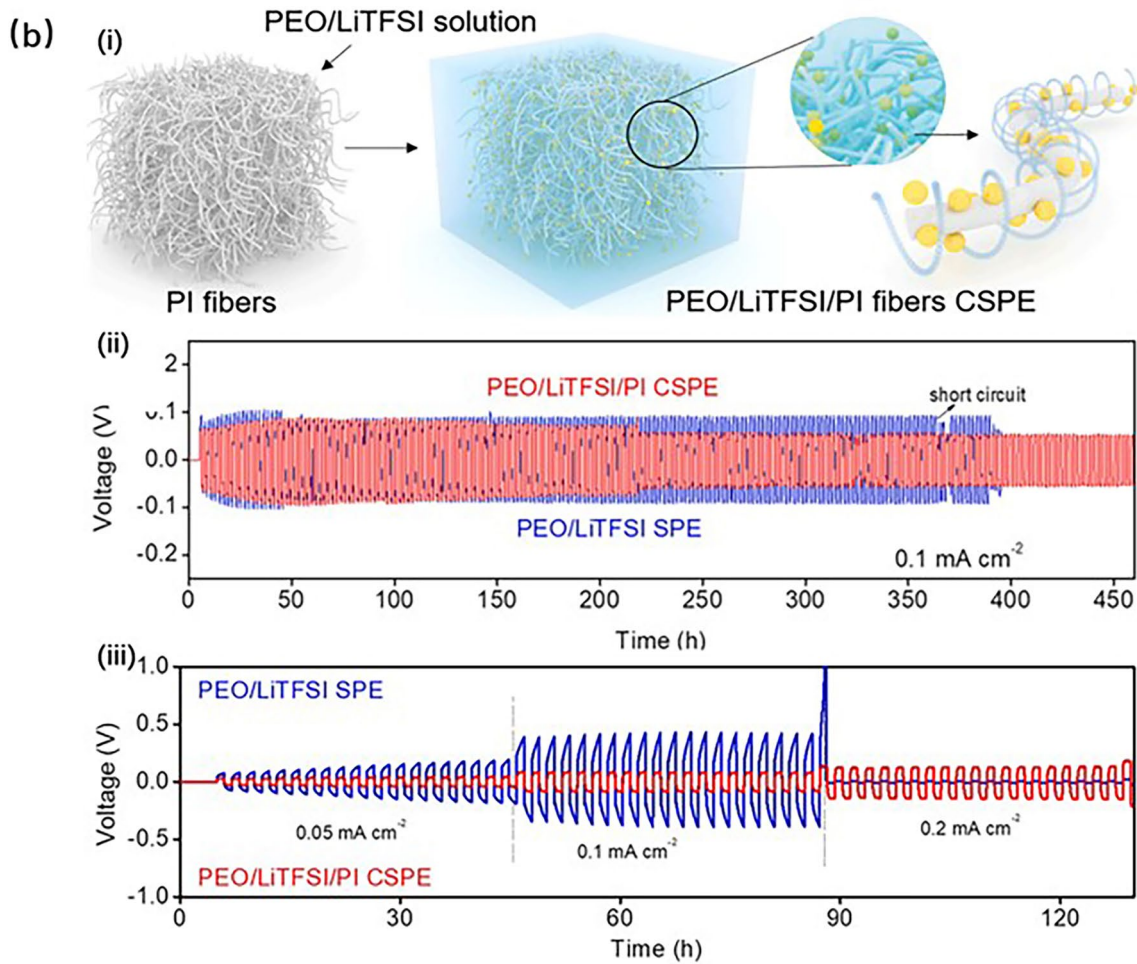 (b)
(i)
PEO/LiTFSI solution
PI fibers
PEO/LiTFSI/PI fibers CSPE
(ii)
Voltage (V)
2
0.1
0.0
-0.1
-0.2
PEO/LiTFSI/PI CSPE
short circuit
PEO/LiTFSI SPE
0.1 mA cm⁻²
0 50 100 150 200 250 300 350 400 450
Time (h)
(iii)
Voltage (V)
1.0
0.5
0.0
-0.5
-1.0
PEO/LiTFSI SPE
0.05 mA cm⁻²
0.1 mA cm⁻²
0.2 mA cm⁻²
PEO/LiTFSI/PI CSPE
0 30 60 90 120
Time (h)